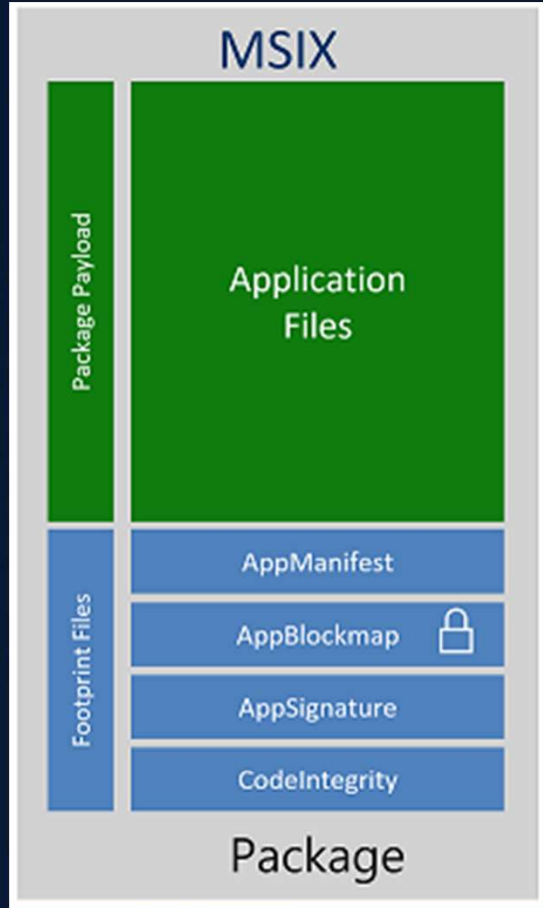 MSIX
Package Payload
Application
Files
Footprint Files
AppManifest
AppBlockmap
AppSignature
CodeIntegrity
Package